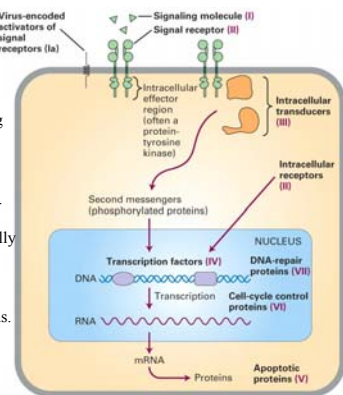 Virus-encoded
activators of
signal
receptors (Ia)
Signaling molecule (I)
Signal receptor (II)
Intracellular
effector
region
(often a
protein-
tyrosine
kinase)
Intracellular
transducers
(III)
Intracellular
receptors
(II)
Second messengers
(phosphorylated proteins)
NUCLEUS
Transcription factors (IV)
DNA-repair
proteins (VII)
DNA
Transcription
Cell-cycle control
proteins (VI)
RNA
mRNA
Proteins
Apoptotic
proteins (V)